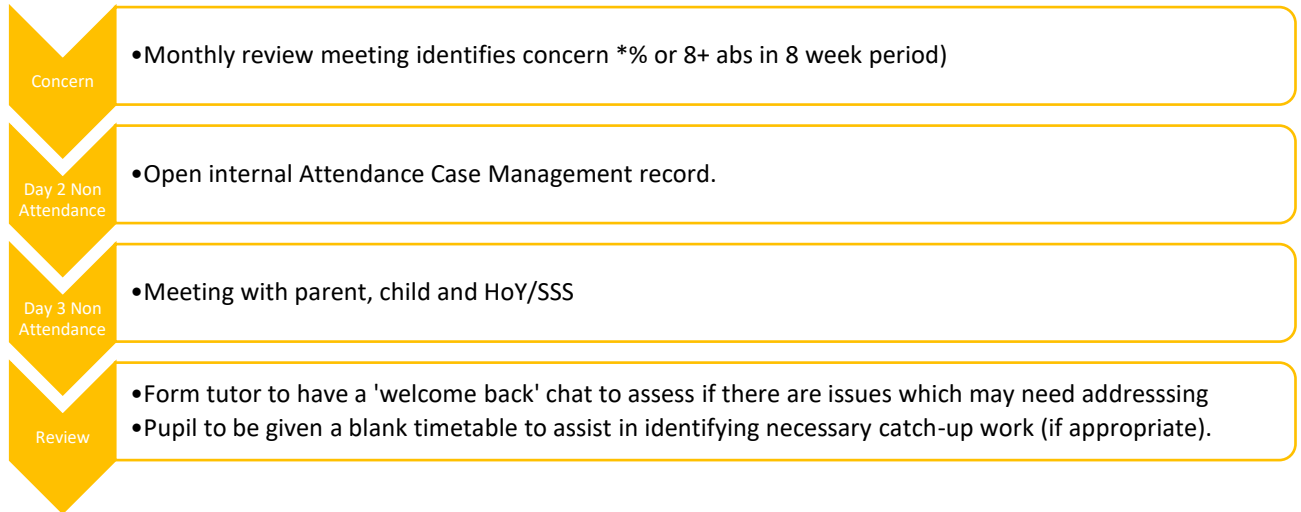 Concern
•Monthly review meeting identifies concern *% or 8+ abs in 8 week period)
Day 2 Non
Attendance
•Open internal Attendance Case Management record.
Day 3 Non
Attendance
•Meeting with parent, child and HoY/SSS
Review
•Form tutor to have a 'welcome back' chat to assess if there are issues which may need addresssing
•Pupil to be given a blank timetable to assist in identifying necessary catch-up work (if appropriate).